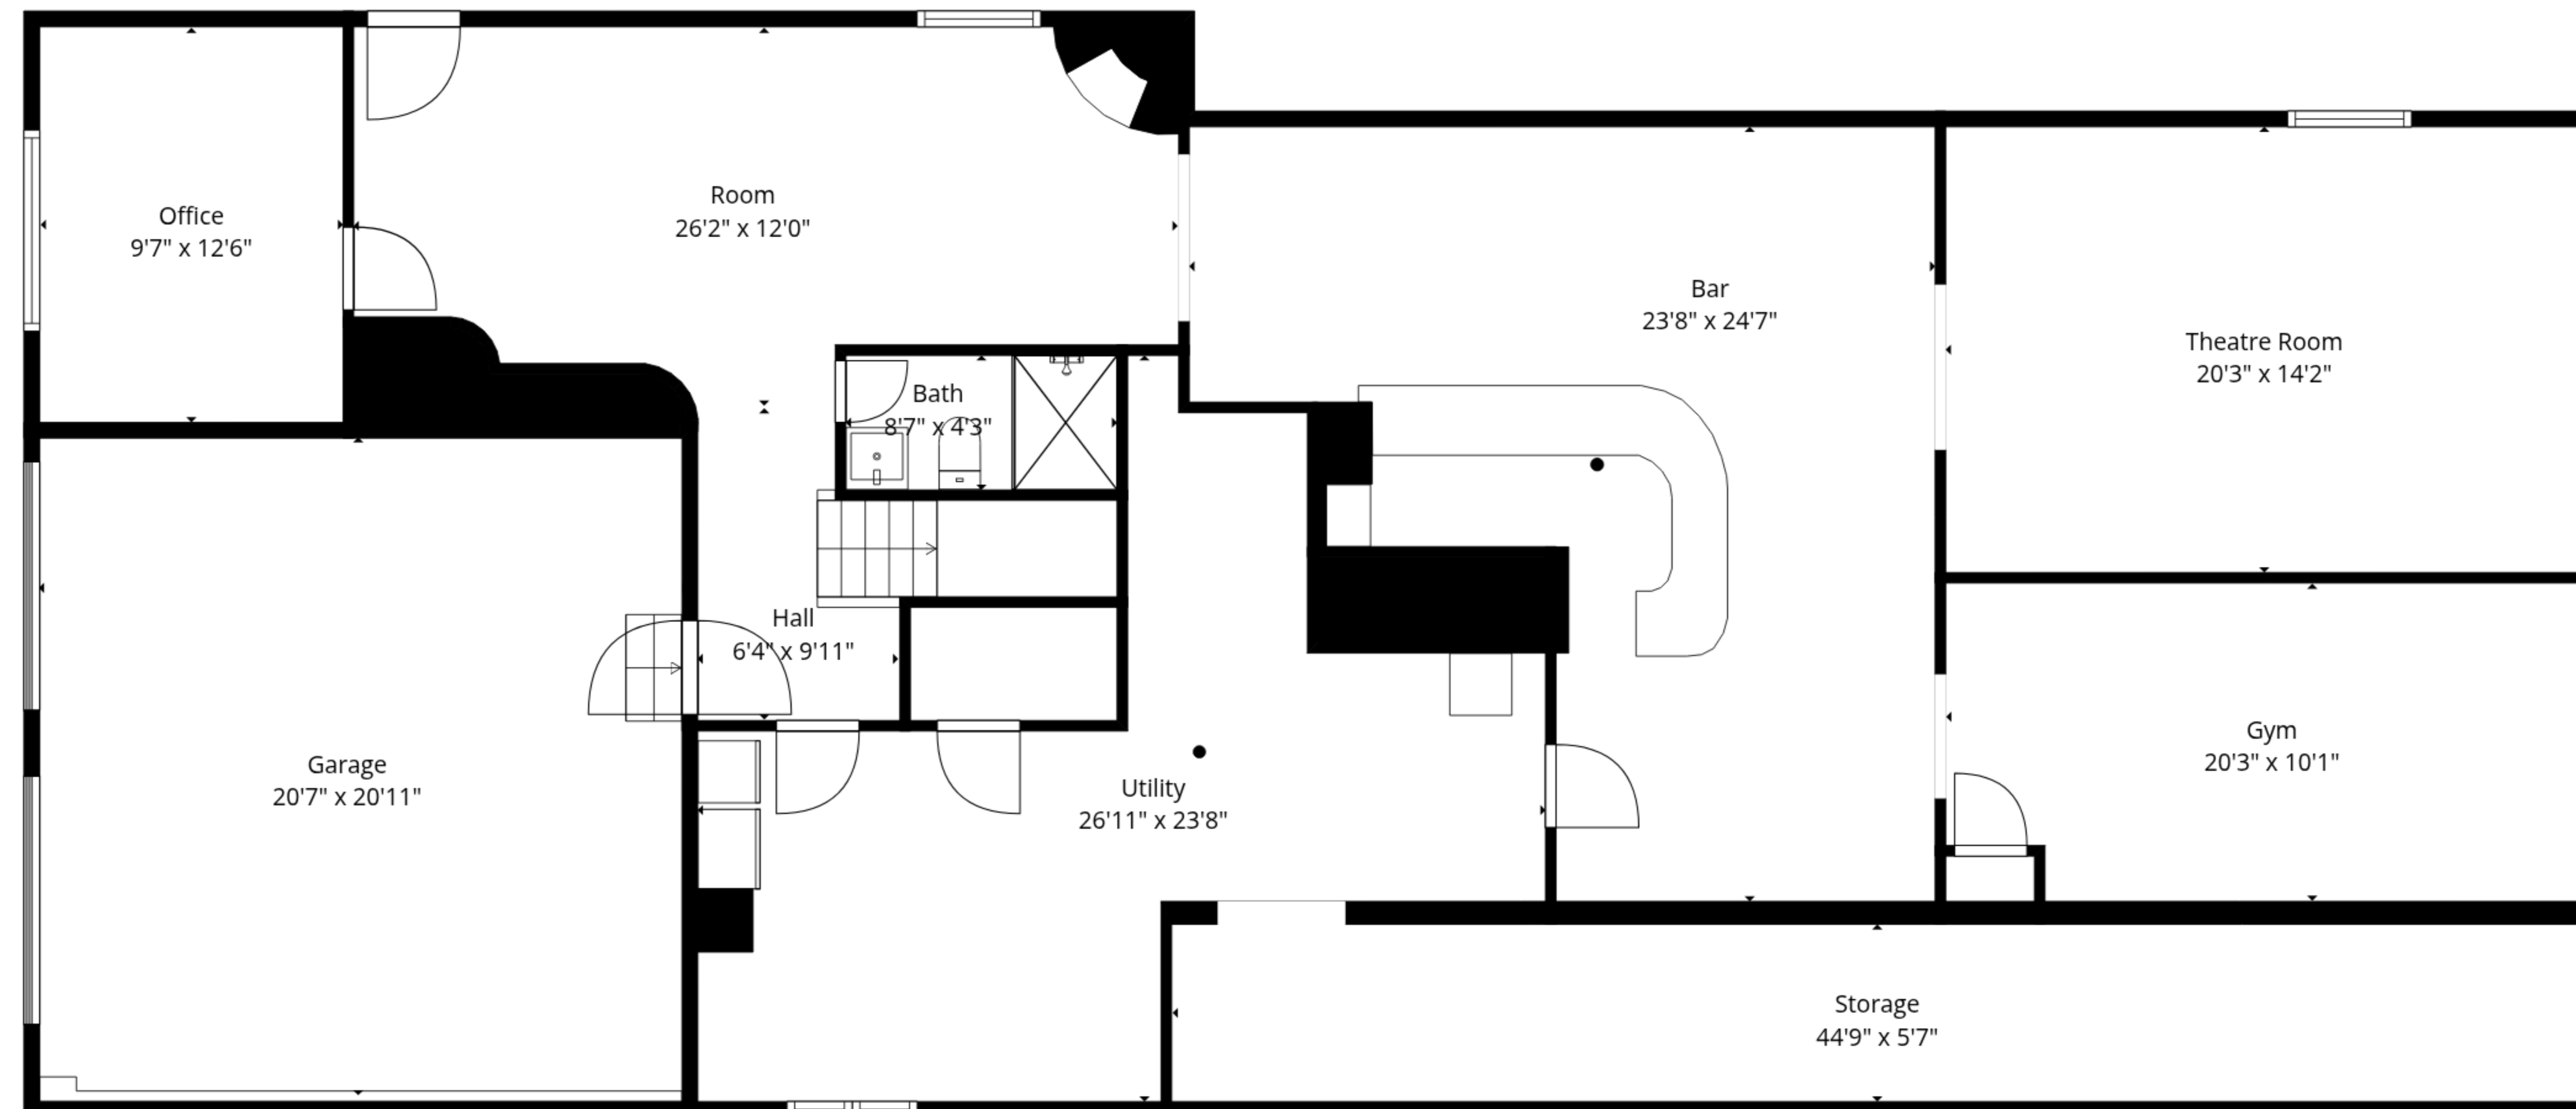 Office
9'7" x 12'6"
Room
26'2" x 12'0"
Bar
23'8" x 24'7"
Theatre Room
20'3" x 14'2"
Bath
8'7" x 4'3"
Hall
6'4" x 9'11"
Garage
20'7" x 20'11"
Utility
26'11" x 23'8"
Gym
20'3" x 10'1"
Storage
44'9" x 5'7"